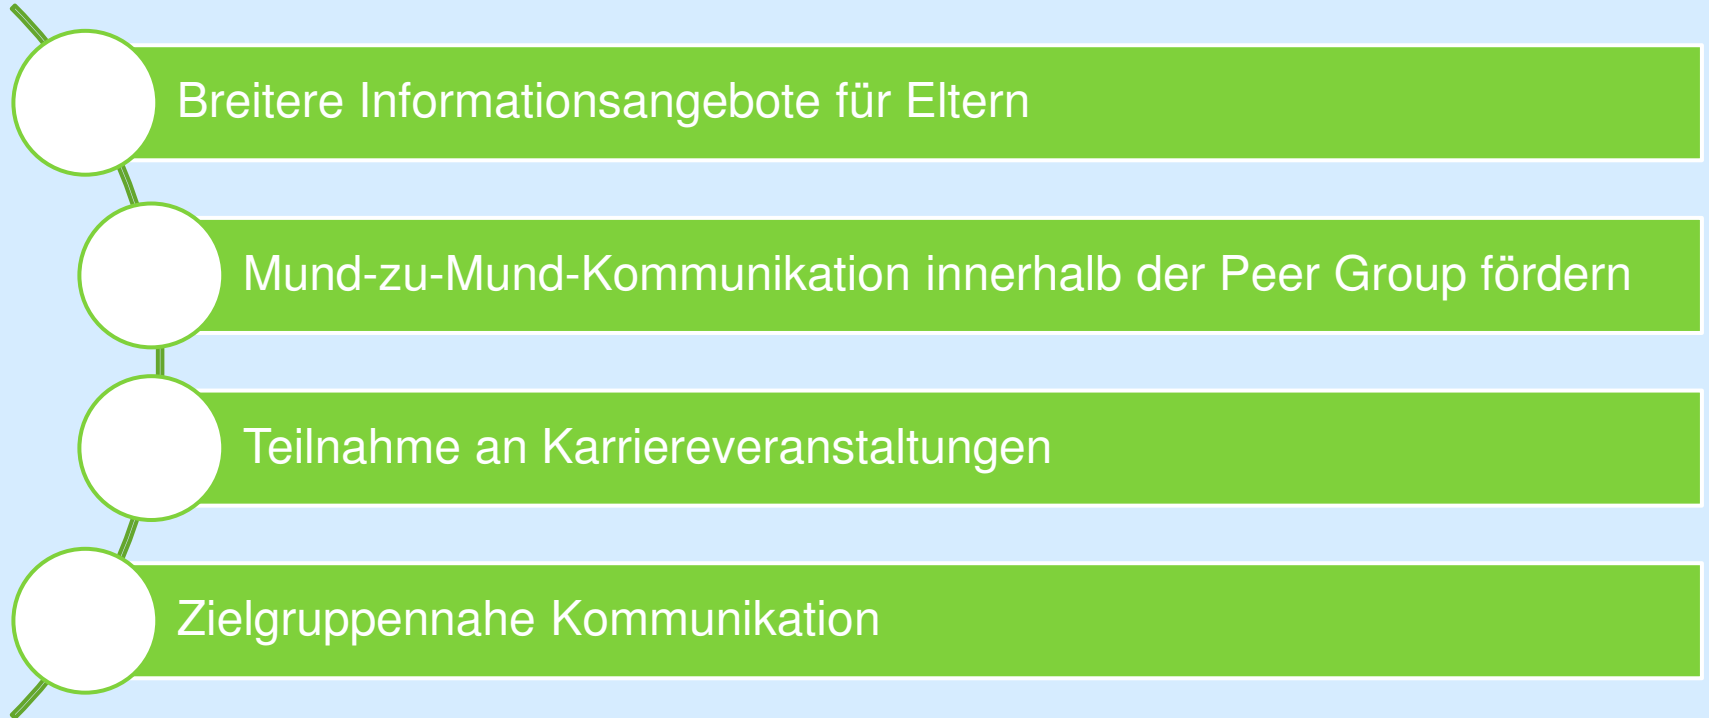 Breitere Informationsangebote für Eltern
Mund-zu-Mund-Kommunikation innerhalb der Peer Group fördern
Teilnahme an Karriereveranstaltungen
Zielgruppennahe Kommunikation